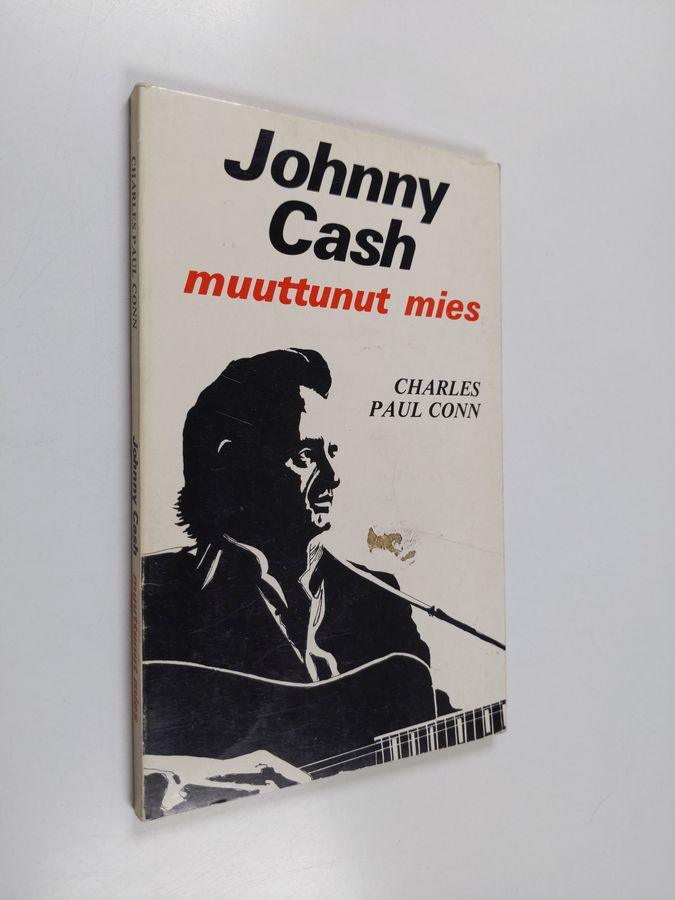 Johnny
Cash
muuttunut mies
CHARLES
PAUL CONN
CHARLES PAUL CONN
Johnny Cash muuttunut mies